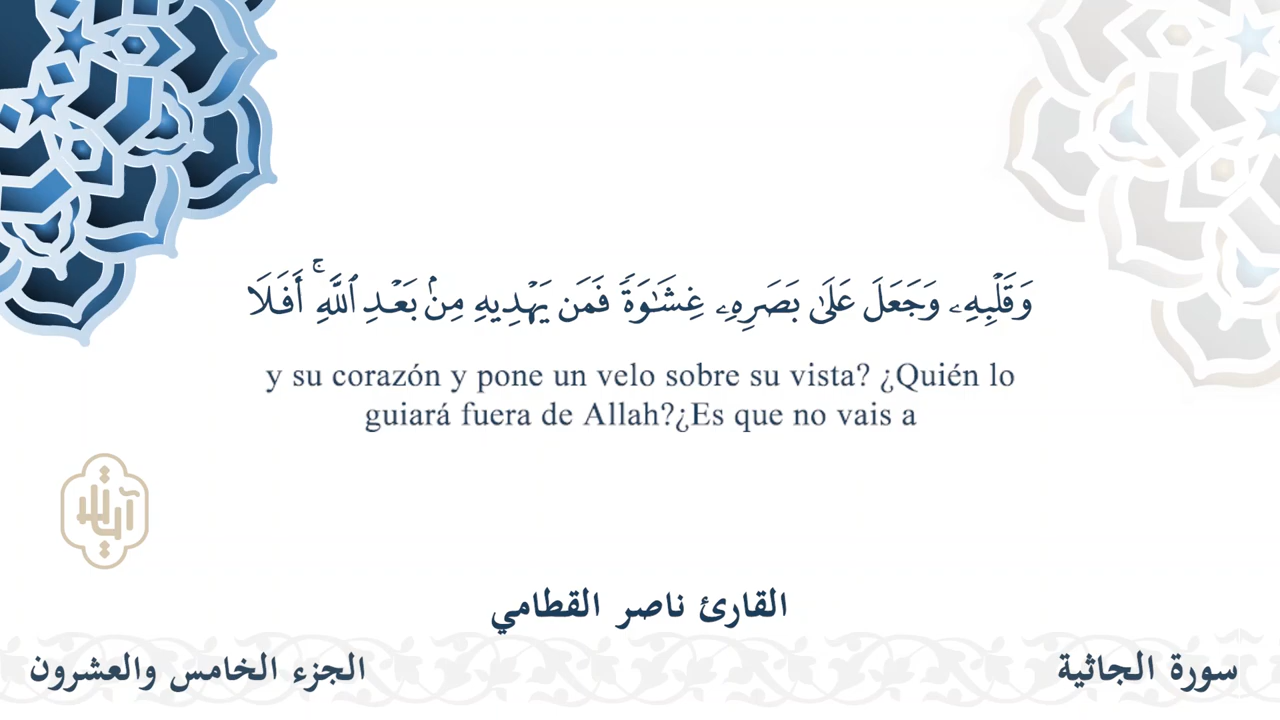 وَقَلۡبِهِۦ وَجَعَلَ عَلَىٰ بَصَرِهِۦ غِشَٰوَةٗ فَمَن يَهۡدِيهِ مِنۢ بَعۡدِ ٱللَّهِۚ أَفَلَا
y su corazón y pone un velo sobre su vista? ¿Quién lo
guiará fuera de Allah?¿Es que no vais a
القارئ ناصر القطامي
سورة الجاثية
الجزء الخامس والعشرون